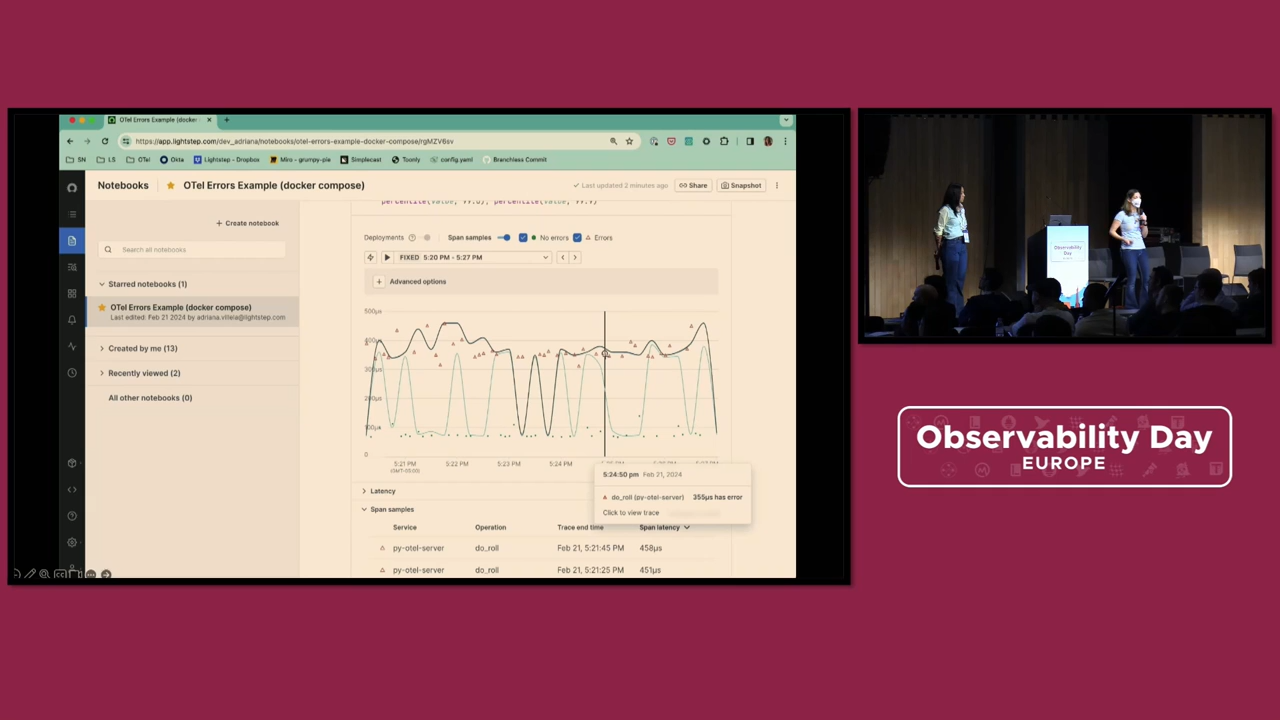 OTel Errors Example (docker
https://app.lightstep.com/dev_adriana/notebooks/otel-errors-example-docker-compose/rgMZV6sv
SN
LS
OTel
Okta
Lightstep - Dropbox
Miro - grumpy-pie
Simplecast
Toonly
config.yaml
Branchless Commit
Notebooks
OTel Errors Example (docker compose)
Last updated 2 minutes ago
Share
Snapshot
Create notebook
Search all notebooks
Starred notebooks (1)
OTel Errors Example (docker compose)
Last edited: Feb 21 2024 by adriana.villela@lightstep.com
Created by me (13)
Recently viewed (2)
All other notebooks (0)
Deployments
Span samples
No errors
Errors
FIXED 5:20 PM - 5:27 PM
Advanced options
500µs
400µs
300µs
200µs
100µs
0
5:21 PM
5:22 PM
5:23 PM
5:24 PM
5:24:50 pm Feb 21, 2024
do_roll (py-otel-server) 355µs has error
Click to view trace
Latency
Span samples
Service Operation Trace end time Span latency
py-otel-server do_roll Feb 21, 5:21:45 PM 458µs
py-otel-server do_roll Feb 21, 5:21:25 PM 451µs
Observability
Day
Observability Day
EUROPE